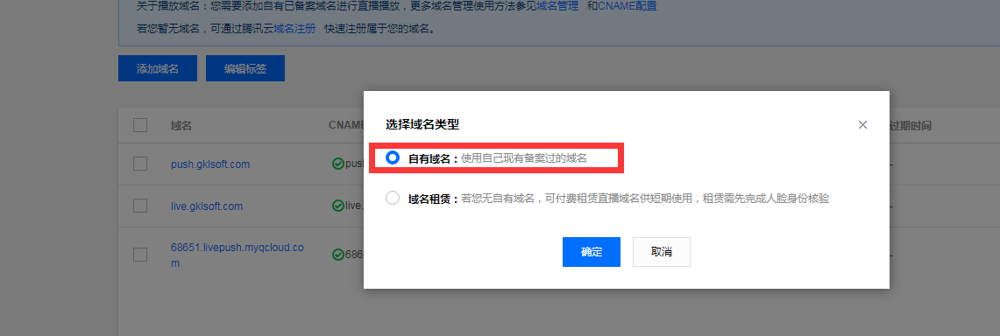 关于播放域名：您需要添加自有已备案域名进行直播播放，更多域名管理使用方法参见域名管理 和CNAME配置
若您暂无域名，可通过腾讯云域名注册 快速注册属于您的域名。
添加域名 编辑标签
选择域名类型 ×
域名 CNAME 过期时间
自有域名：使用自己现有备案过的域名
push.gklsoft.com pus -
域名租赁：若您无自有域名，可付费租赁直播域名供短期使用，租赁需先完成人脸身份核验
live.gklsoft.com live. -
68651.livepush.myqcloud.co
m 686 -
确定 取消